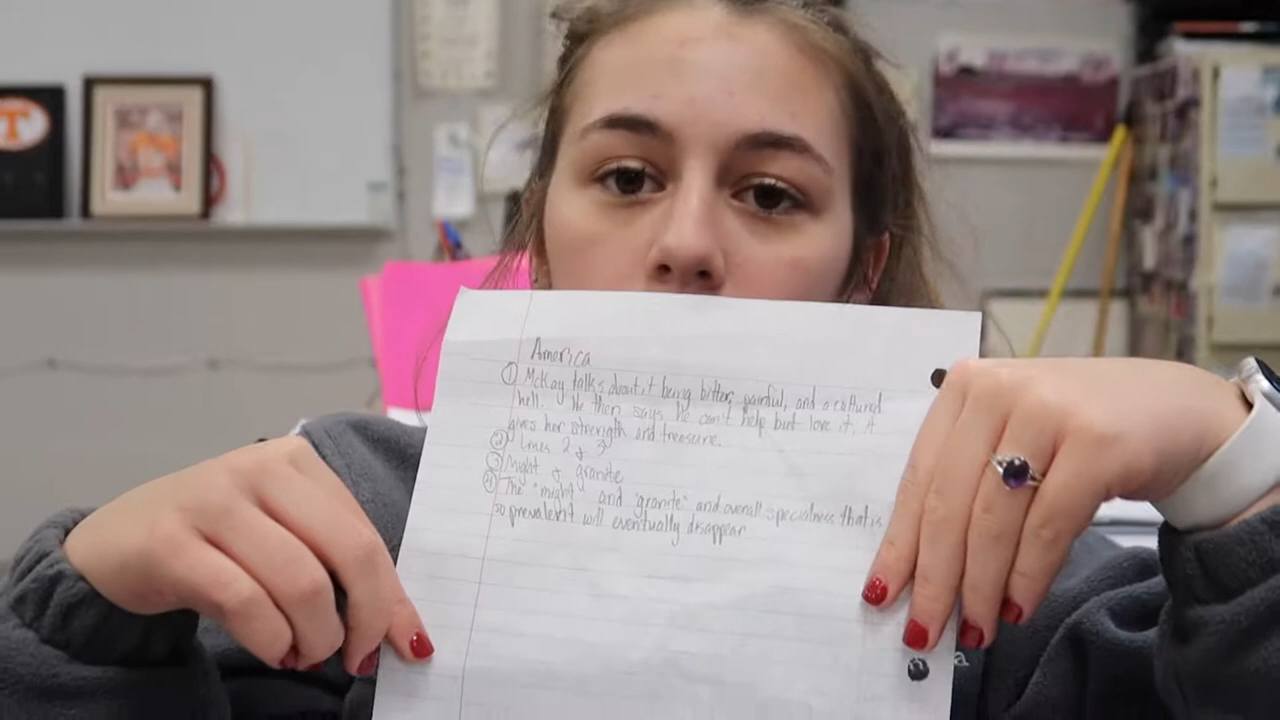 T
America
① McKay talks about it being bitter, painful, and a cultured
hell. He then says he can't help but love it, it
gives her strength and treasure.
② Lines 2 & 3
③ Might & granite
④ The "might" and "granite" and overall specialness that is
so prevalent will eventually disappear
a